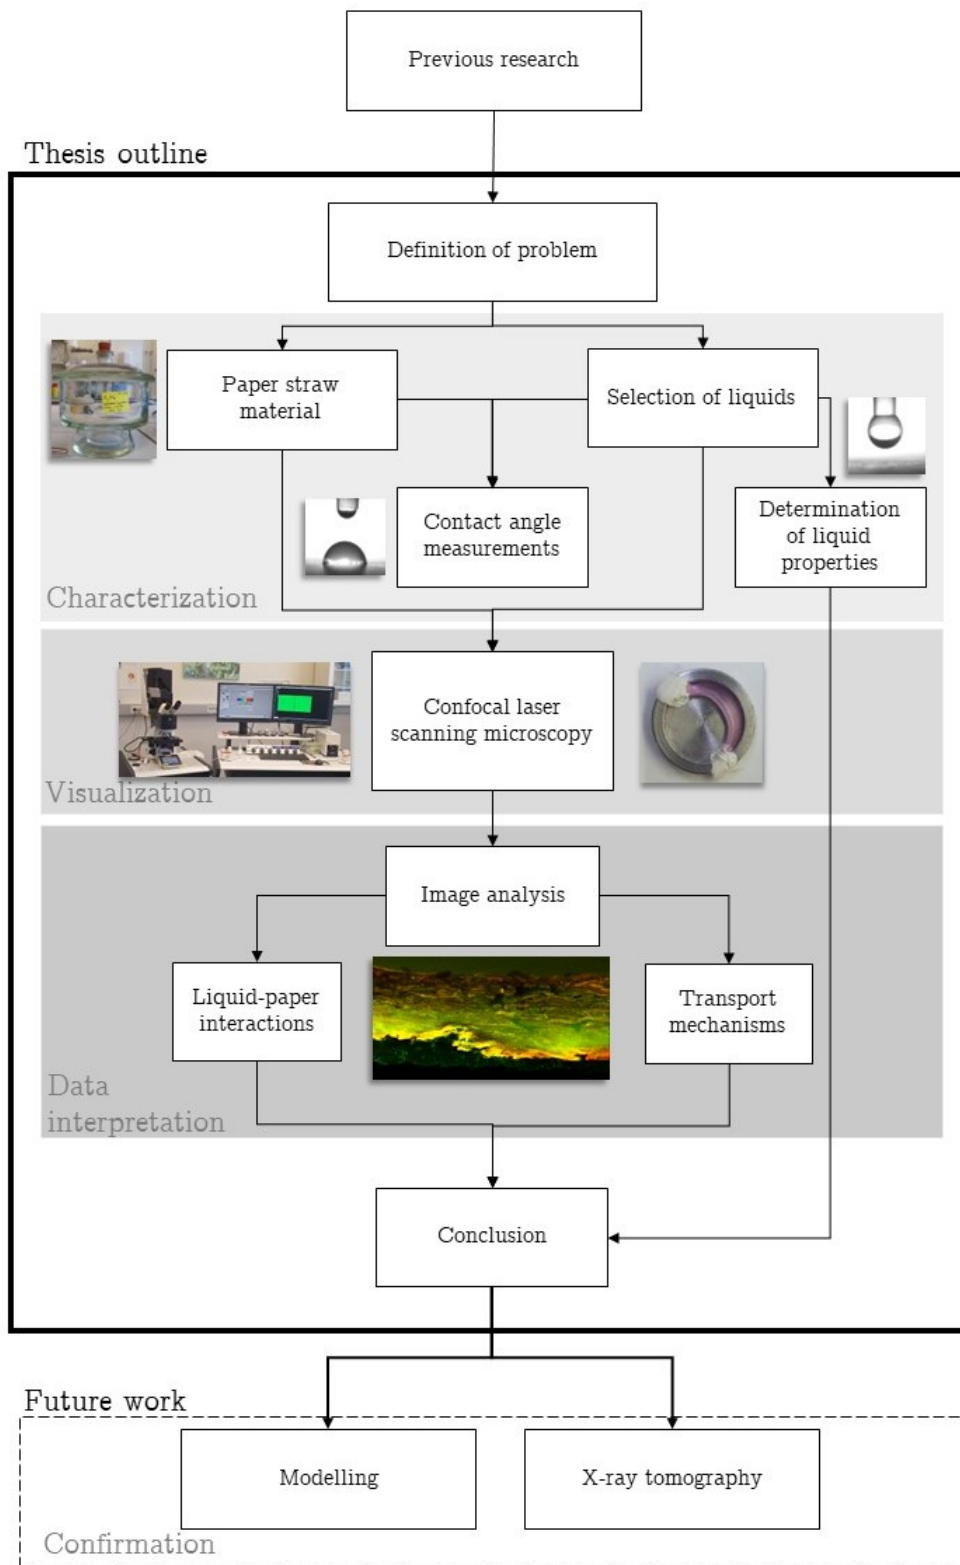 Previous research
Thesis outline
Definition of problem
Paper straw
material
Selection of liquids
Contact angle
measurements
Determination
of liquid
properties
Characterization
Confocal laser
scanning microscopy
Visualization
Image analysis
Liquid-paper
interactions
Transport
mechanisms
Data
interpretation
Conclusion
Future work
Modelling
X-ray tomography
Confirmation